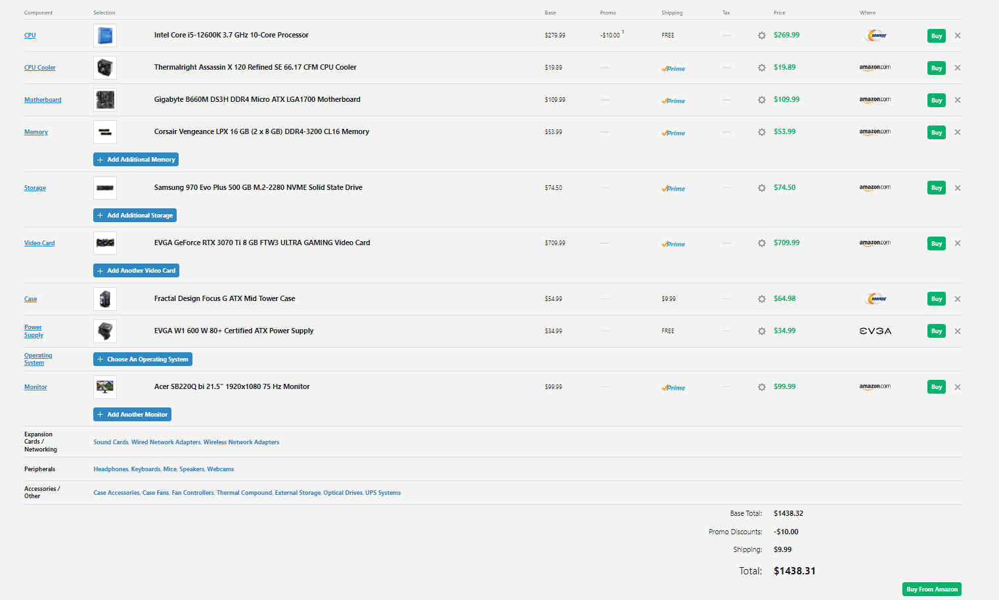 Component Selection Base Promo Shipping Tax Price Where
CPU Intel Core i5-12600K 3.7 GHz 10-Core Processor $279.99 -$10.00 1 FREE — $269.99 newegg Buy
CPU Cooler Thermalright Assassin X 120 Refined SE 66.17 CFM CPU Cooler $19.89 — Prime — $19.89 amazon.com Buy
Motherboard Gigabyte B660M DS3H DDR4 Micro ATX LGA1700 Motherboard $109.99 — Prime — $109.99 amazon.com Buy
Memory Corsair Vengeance LPX 16 GB (2 x 8 GB) DDR4-3200 CL16 Memory $53.99 — Prime — $53.99 amazon.com Buy
+ Add Additional Memory
Storage Samsung 970 Evo Plus 500 GB M.2-2280 NVME Solid State Drive $74.50 — Prime — $74.50 amazon.com Buy
+ Add Additional Storage
Video Card EVGA GeForce RTX 3070 Ti 8 GB FTW3 ULTRA GAMING Video Card $709.99 — Prime — $709.99 amazon.com Buy
+ Add Another Video Card
Case Fractal Design Focus G ATX Mid Tower Case $54.99 — $9.99 — $64.98 newegg Buy
Power
Supply EVGA W1 600 W 80+ Certified ATX Power Supply $34.99 — FREE — $34.99 EVGA Buy
Operating
System + Choose An Operating System
Monitor Acer SB220Q bi 21.5" 1920x1080 75 Hz Monitor $99.99 — Prime — $99.99 amazon.com Buy
+ Add Another Monitor
Expansion
Cards /
Networking Sound Cards, Wired Network Adapters, Wireless Network Adapters
Peripherals Headphones, Keyboards, Mice, Speakers, Webcams
Accessories /
Other Case Accessories, Case Fans, Fan Controllers, Thermal Compound, External Storage, Optical Drives, UPS Systems
Base Total: $1438.32
Promo Discounts: -$10.00
Shipping: $9.99
Total: $1438.31
Buy From Amazon